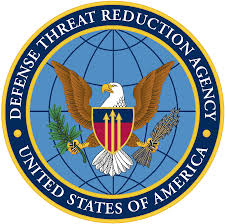 DEFENSE THREAT REDUCTION AGENCY
UNITED STATES OF AMERICA